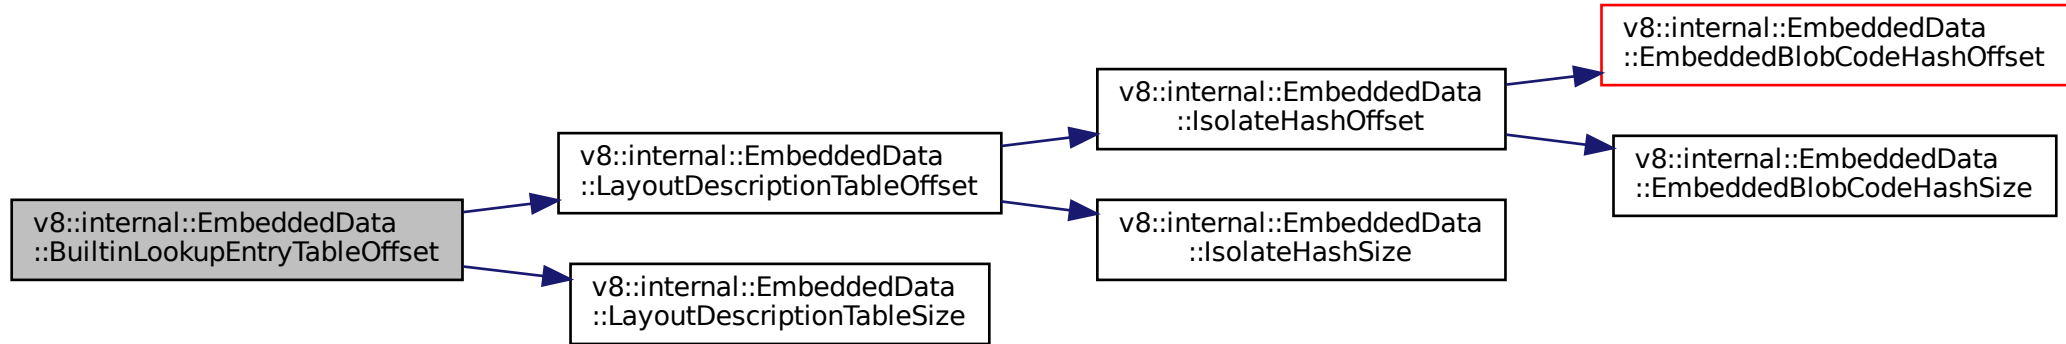 v8::internal::EmbeddedData
::BuiltinLookupEntryTableOffset
v8::internal::EmbeddedData
::LayoutDescriptionTableOffset
v8::internal::EmbeddedData
::LayoutDescriptionTableSize
v8::internal::EmbeddedData
::IsolateHashOffset
v8::internal::EmbeddedData
::IsolateHashSize
v8::internal::EmbeddedData
::EmbeddedBlobCodeHashOffset
v8::internal::EmbeddedData
::EmbeddedBlobCodeHashSize